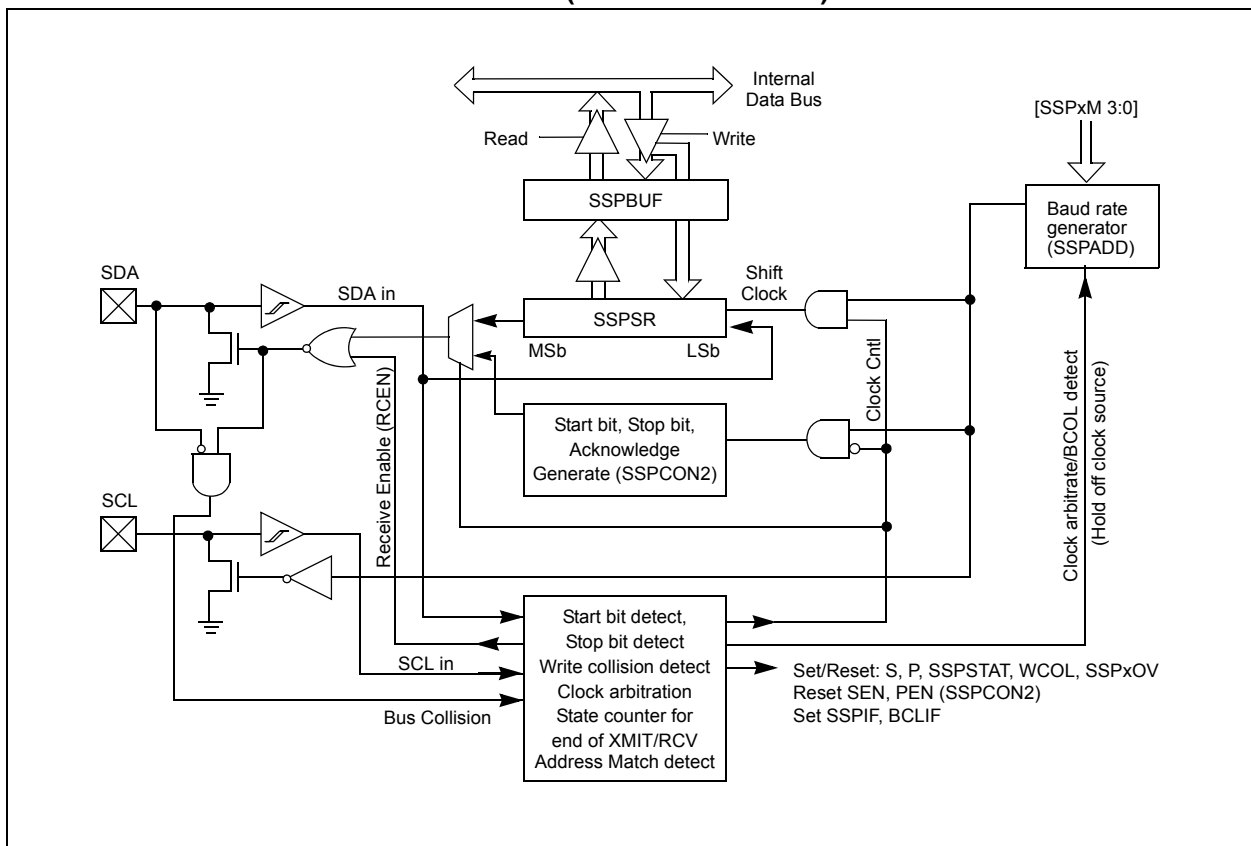 Internal
Data Bus
[SSPxM 3:0]
Read
Write
SSPBUF
Baud rate
generator
(SSPADD)
SDA
SDA in
Shift
Clock
SSPSR
MSb
LSb
Clock Cntl
Receive Enable (RCEN)
Start bit, Stop bit,
Acknowledge
Generate (SSPCON2)
Clock arbitrate/BCOL detect
(Hold off clock source)
SCL
SCL in
Bus Collision
Start bit detect,
Stop bit detect
Write collision detect
Clock arbitration
State counter for
end of XMIT/RCV
Address Match detect
Set/Reset: S, P, SSPSTAT, WCOL, SSPxOV
Reset SEN, PEN (SSPCON2)
Set SSPIF, BCLIF